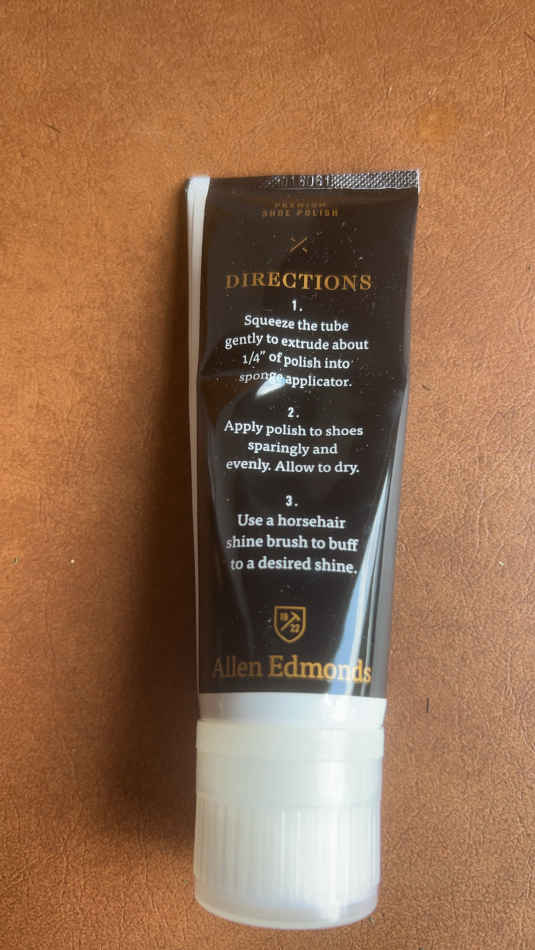 PREMIUM
SHOE POLISH
DIRECTIONS
1.
Squeeze the tube
gently to extrude about
1/4" of polish into
sponge applicator.
2.
Apply polish to shoes
sparingly and
evenly. Allow to dry.
3.
Use a horsehair
shine brush to buff
to a desired shine.
19
22
Allen Edmonds